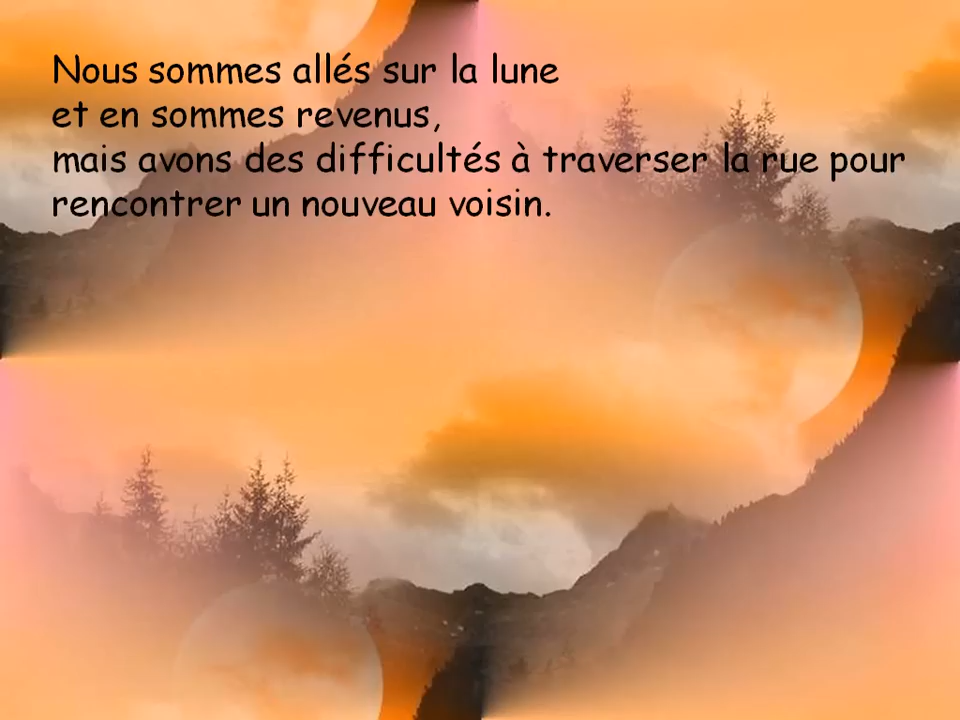 Nous sommes allés sur la lune
et en sommes revenus,
mais avons des difficultés à traverser la rue pour
rencontrer un nouveau voisin.